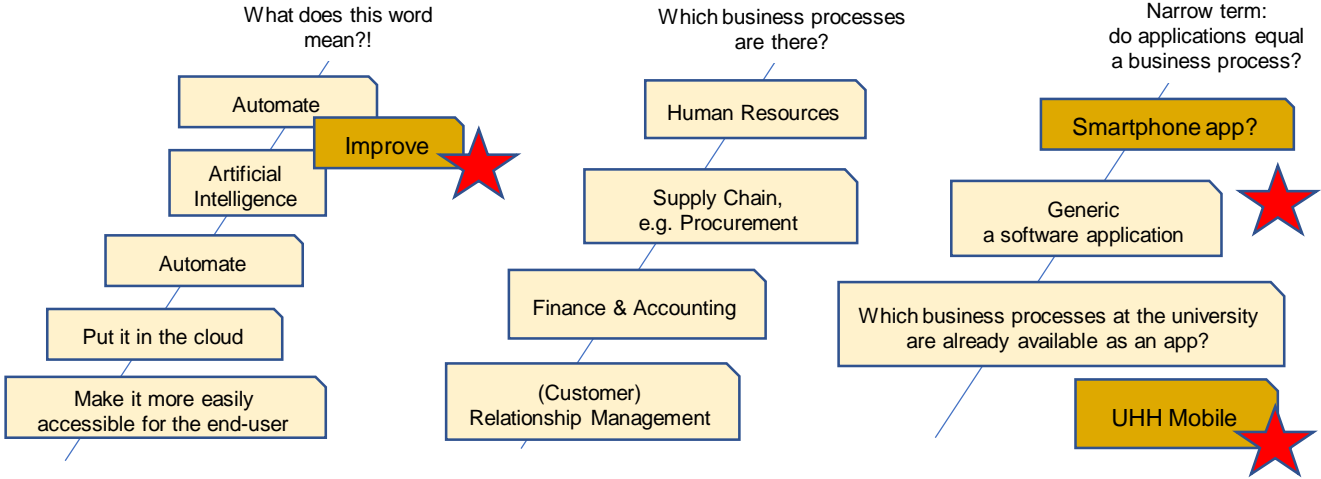 What does this word
mean?!
Automate
Improve
Artificial
Intelligence
Automate
Put it in the cloud
Make it more easily
accessible for the end-user
Which business processes
are there?
Human Resources
Supply Chain,
e.g. Procurement
Finance & Accounting
(Customer)
Relationship Management
Narrow term:
do applications equal
a business process?
Smartphone app?
Generic
a software application
Which business processes at the university
are already available as an app?
UHH Mobile